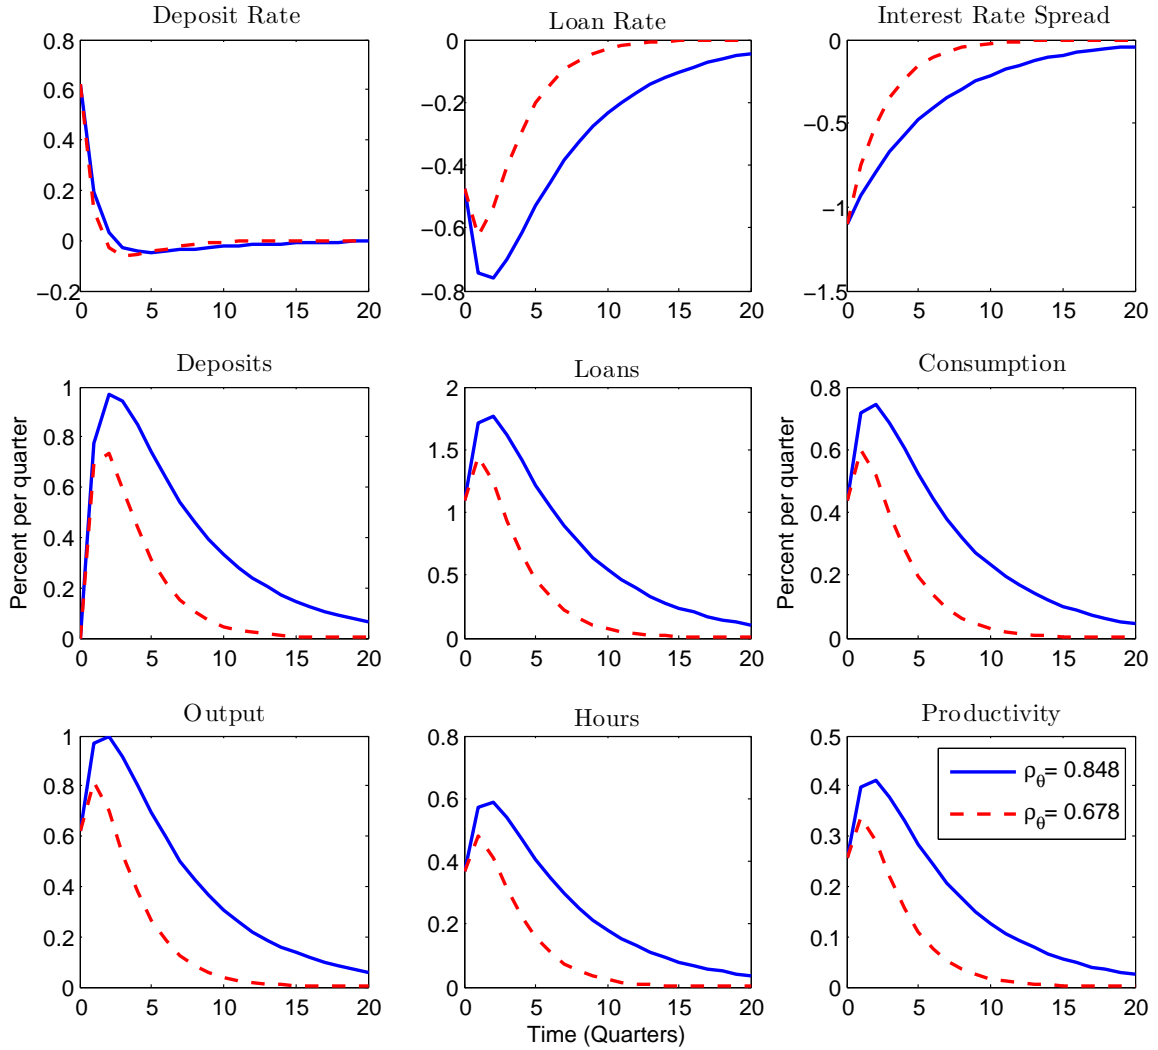 Deposit Rate
0.8
0.6
0.4
0.2
0
−0.2
0 5 10 15 20
Loan Rate
0
−0.2
−0.4
−0.6
−0.8
0 5 10 15 20
Interest Rate Spread
0
−0.5
−1
−1.5
0 5 10 15 20
Deposits
Percent per quarter
1
0.8
0.6
0.4
0.2
0
0 5 10 15 20
Loans
2
1.5
1
0.5
0
0 5 10 15 20
Consumption
Percent per quarter
0.8
0.6
0.4
0.2
0
0 5 10 15 20
Output
1
0.8
0.6
0.4
0.2
0
0 5 10 15 20
Hours
0.8
0.6
0.4
0.2
0
0 5 10 15 20
Time (Quarters)
Productivity
0.5
0.4
0.3
0.2
0.1
0
0 5 10 15 20
ρθ= 0.848
ρθ= 0.678